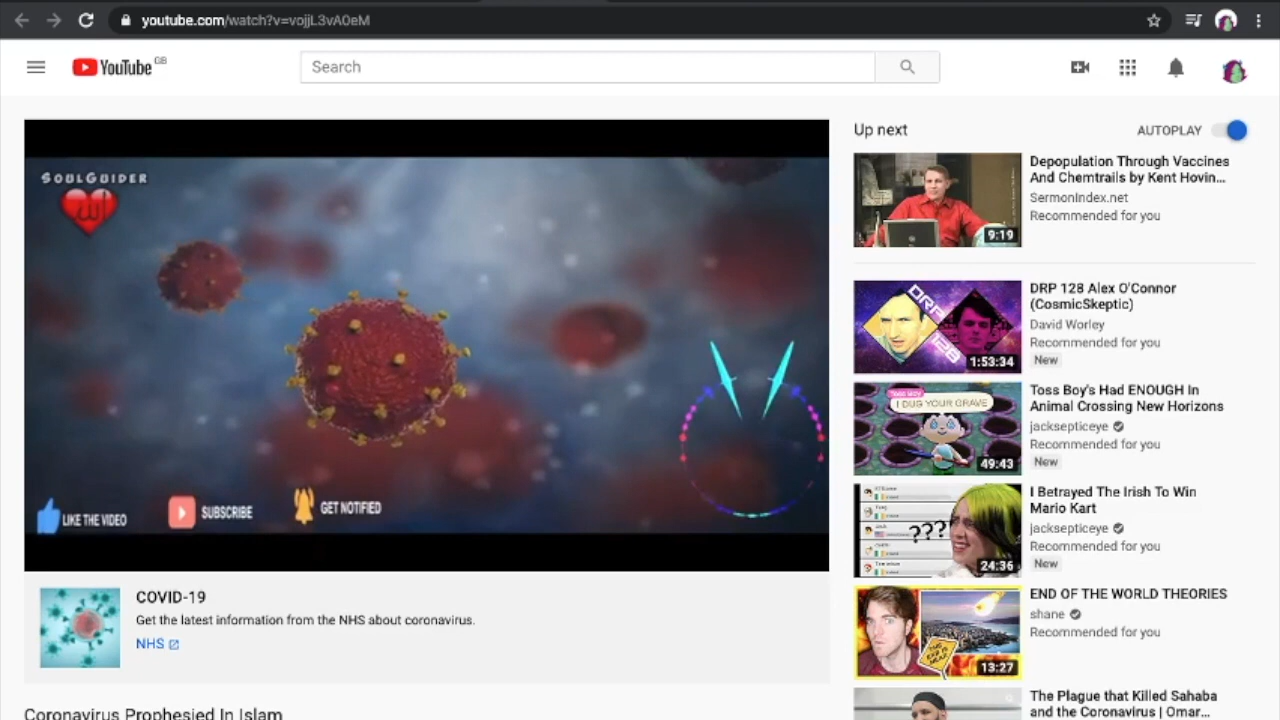 youtube.com/watch?v=vojjL3vA0eM
YouTube GB
Search
SOULGUIDER
الله
LIKE THE VIDEO
SUBSCRIBE
GET NOTIFIED
COVID-19
Get the latest information from the NHS about coronavirus.
NHS
Coronavirus Prophesied In Islam
Up next
AUTOPLAY
9:19
Depopulation Through Vaccines
And Chemtrails by Kent Hovin...
SermonIndex.net
Recommended for you
DRP
128
1:53:34
DRP 128 Alex O'Connor
(CosmicSkeptic)
David Worley
Recommended for you
New
TOSS BOY
I DUG YOUR GRAVE
49:43
Toss Boy's Had ENOUGH In
Animal Crossing New Horizons
jacksepticeye
Recommended for you
New
???
24:36
I Betrayed The Irish To Win
Mario Kart
jacksepticeye
Recommended for you
New
13:27
END OF THE WORLD THEORIES
shane
Recommended for you
The Plague that Killed Sahaba
and the Coronavirus | Omar...